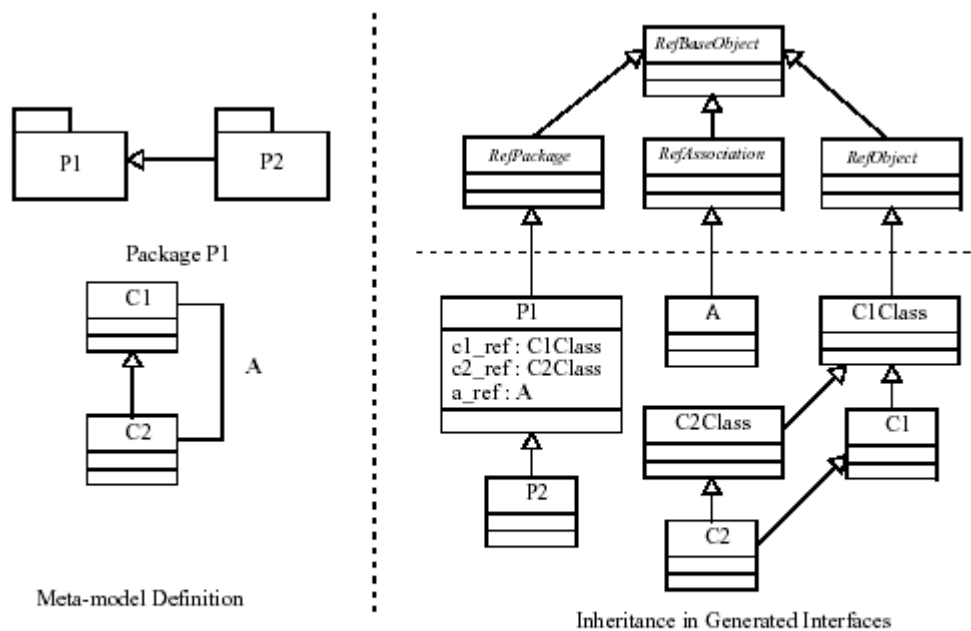 P1
P2
Package P1
C1
A
C2
Meta-model Definition
RefBaseObject
RefPackage
RefAssociation
RefObject
P1
c1_ref : C1Class
c2_ref : C2Class
a_ref : A
A
C1Class
C2Class
C1
P2
C2
Inheritance in Generated Interfaces